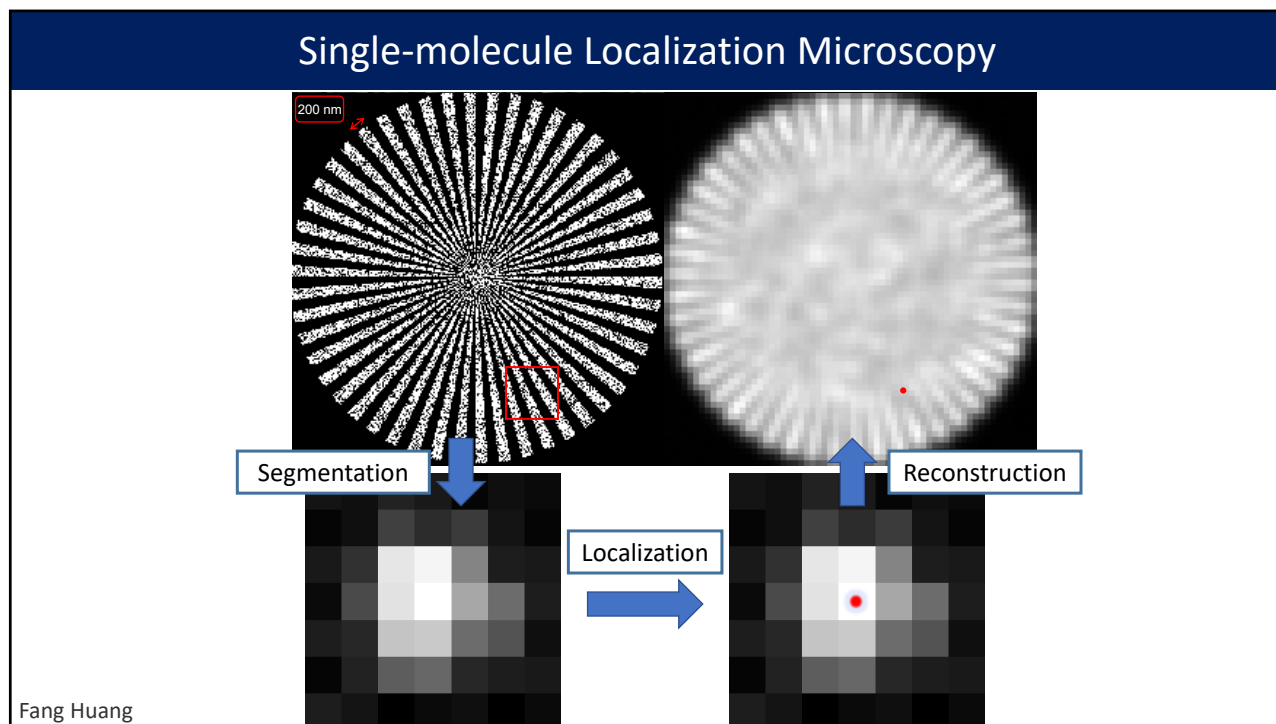 Single-molecule Localization Microscopy
200 nm
Segmentation
Reconstruction
Localization
Fang Huang